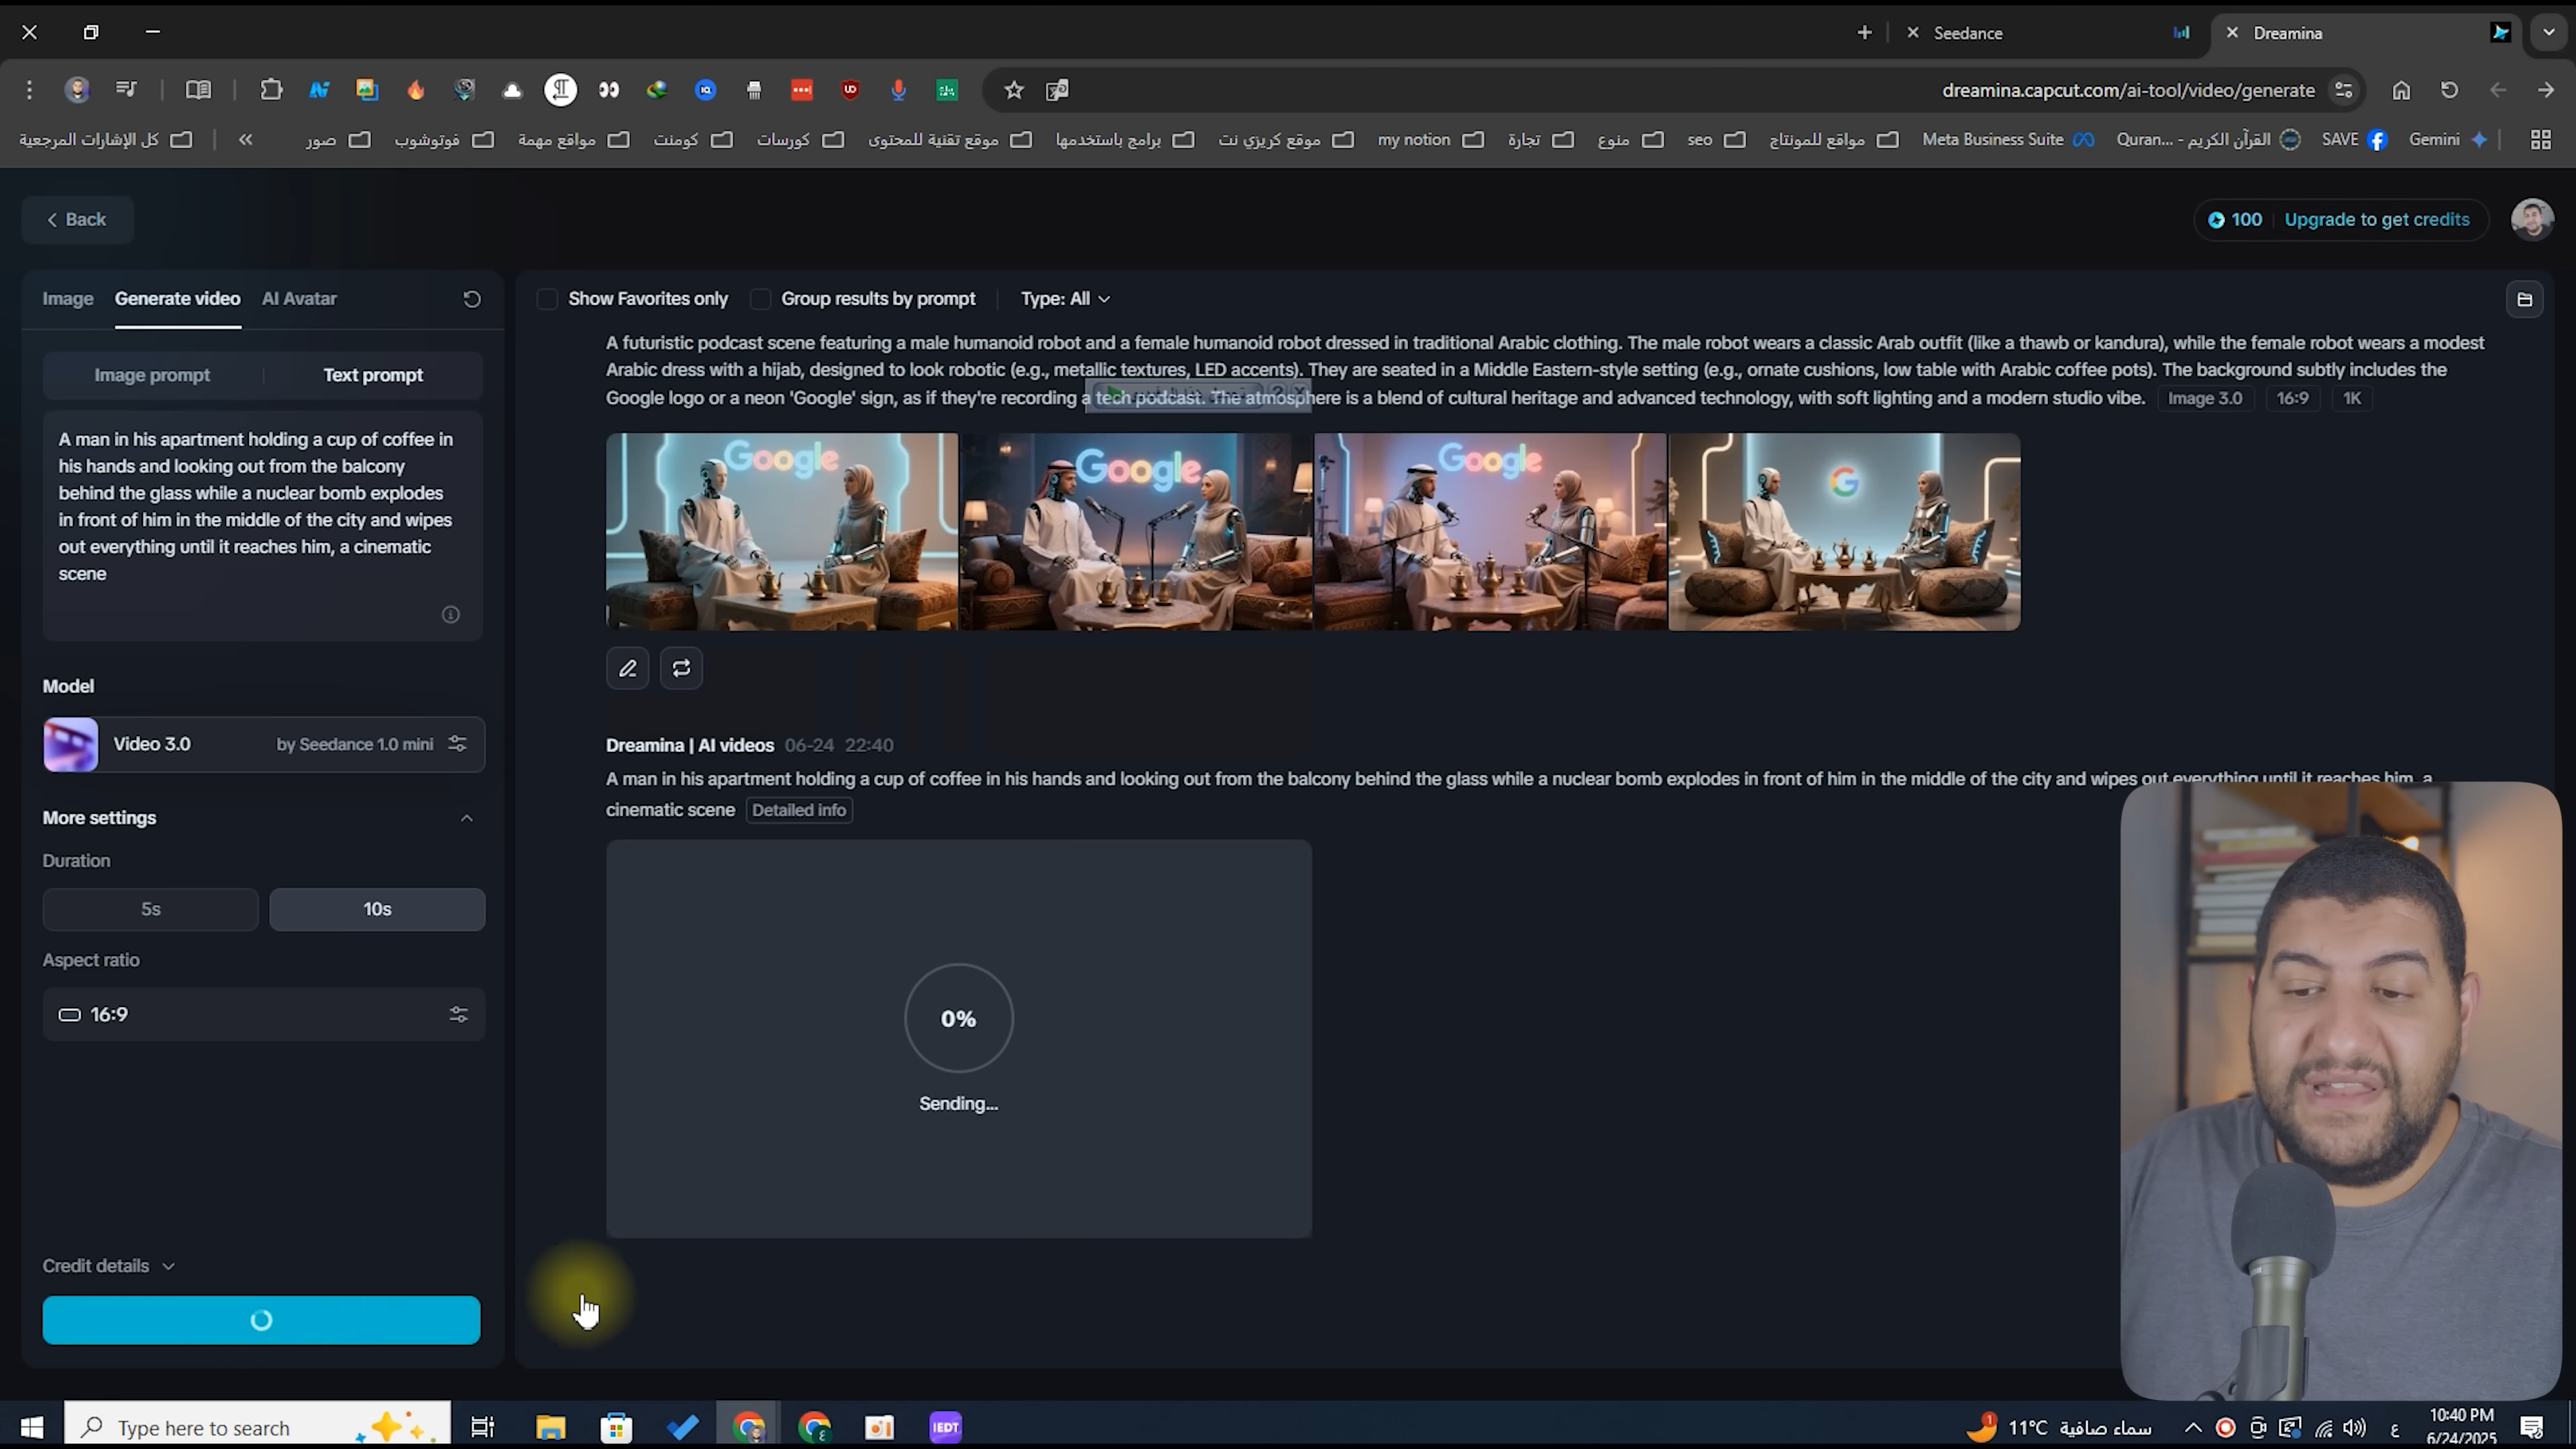 Seedance
Dreamina
dreamina.capcut.com/ai-tool/video/generate
كل الإشارات المرجعية
صور
فوتوشوب
مواقع مهمة
كومنت
كورسات
موقع تقنية للمحتوى
برامج باستخدمها
موقع كريزي نت
my notion
تجارة
منوع
seo
مواقع للمونتاج
Meta Business Suite
Quran... - القرآن الكريم
SAVE
Gemini
Back
100 Upgrade to get credits
Image Generate video AI Avatar
Image prompt Text prompt
A man in his apartment holding a cup of coffee in
his hands and looking out from the balcony
behind the glass while a nuclear bomb explodes
in front of him in the middle of the city and wipes
out everything until it reaches him, a cinematic
scene
Model
Video 3.0 by Seedance 1.0 mini
More settings
Duration
5s 10s
Aspect ratio
16:9
Credit details
Show Favorites only Group results by prompt Type: All
A futuristic podcast scene featuring a male humanoid robot and a female humanoid robot dressed in traditional Arabic clothing. The male robot wears a classic Arab outfit (like a thawb or kandura), while the female robot wears a modest
Arabic dress with a hijab, designed to look robotic (e.g., metallic textures, LED accents). They are seated in a Middle Eastern-style setting (e.g., ornate cushions, low table with Arabic coffee pots). The background subtly includes the
Google logo or a neon 'Google' sign, as if they're recording a tech podcast. The atmosphere is a blend of cultural heritage and advanced technology, with soft lighting and a modern studio vibe. Image 3.0 16:9 1K
Google
Google
Google
G
Dreamina | AI videos 06-24 22:40
A man in his apartment holding a cup of coffee in his hands and looking out from the balcony behind the glass while a nuclear bomb explodes in front of him in the middle of the city and wipes out everything until it reaches him, a
cinematic scene Detailed info
0%
Sending...
Type here to search
IEDT
1
11°C سماء صافية
ع
10:40 PM
6/24/2025